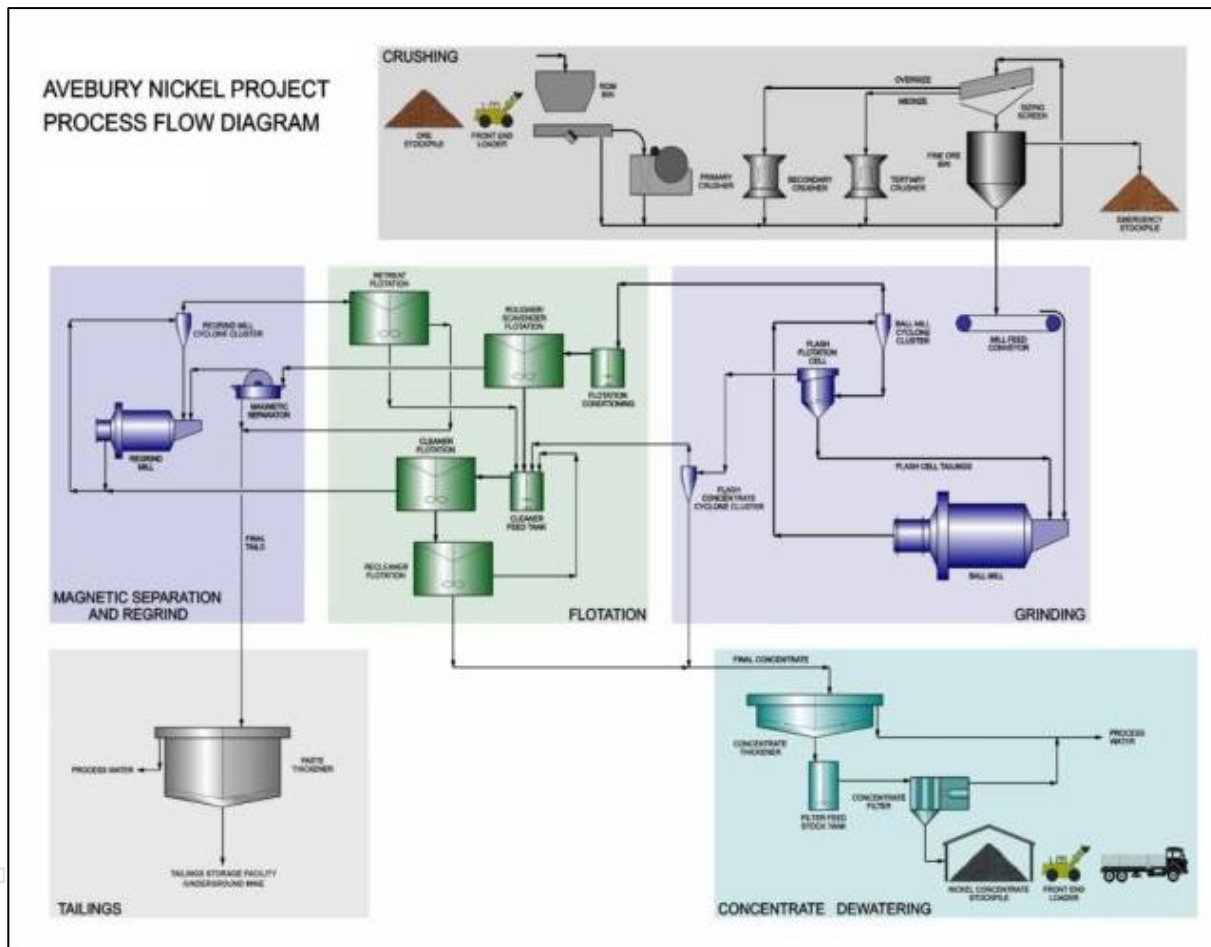 AVEBURY NICKEL PROJECT
PROCESS FLOW DIAGRAM
CRUSHING
ORE
STOCKPILE
FRONT END
LOADER
ROM
BIN
PRIMARY
CRUSHER
SECONDARY
CRUSHER
TERTIARY
CRUSHER
OVERSIZE
MIDSIZE
SIZING
SCREEN
FINE ORE
BIN
EMERGENCY
STOCKPILE
REGRIND MILL
CYCLONE CLUSTER
MAGNETIC
SEPARATOR
REGRIND
MILL
FINAL
TAILS
MAGNETIC SEPARATION
AND REGRIND
RETREAT
FLOTATION
ROUGHER/
SCAVENGER
FLOTATION
FLOTATION
CONDITIONING
CLEANER
FLOTATION
CLEANER
FEED TANK
RECLEANER
FLOTATION
FLOTATION
BALL MILL
CYCLONE
CLUSTER
FLASH
FLOTATION
CELL
MILL FEED
CONVEYOR
FLASH CELL TAILINGS
FLASH
CONCENTRATE
CYCLONE CLUSTER
BALL MILL
GRINDING
PROCESS WATER
PASTE
THICKENER
TAILINGS STORAGE FACILITY
/UNDERGROUND MINE
TAILINGS
FINAL CONCENTRATE
CONCENTRATE
THICKENER
PROCESS
WATER
FILTER FEED
STOCK TANK
CONCENTRATE
FILTER
NICKEL CONCENTRATE
STOCKPILE
FRONT END
LOADER
CONCENTRATE DEWATERING